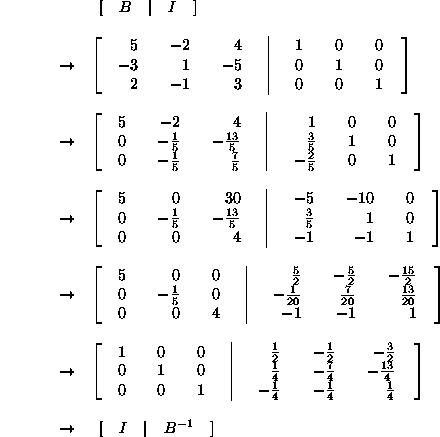 [ B | I ]
5 −2 4 | 1 0 0
→ −3 1 −5 | 0 1 0
2 −1 3 | 0 0 1
5 −2 4 | 1 0 0
→ 0 −1/5 −13/5 | 3/5 1 0
0 −1/5 7/5 | −2/5 0 1
5 0 30 | −5 −10 0
→ 0 −1/5 −13/5 | 3/5 1 0
0 0 4 | −1 −1 1
5 0 0 | 5/2 −5/2 −15/2
→ 0 −1/5 0 | −1/20 7/20 13/20
0 0 4 | −1 −1 1
1 0 0 | 1/2 −1/2 −3/2
→ 0 1 0 | 1/4 −7/4 −13/4
0 0 1 | −1/4 −1/4 1/4
→ [ I | B⁻¹ ]